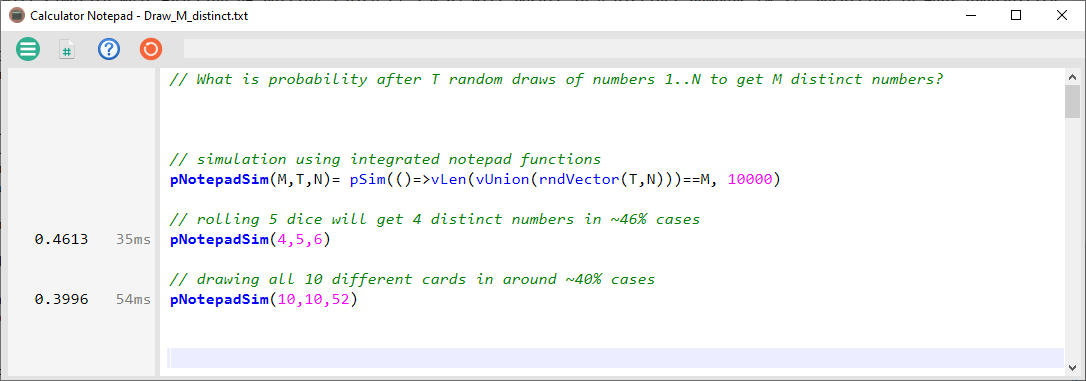 Calculator Notepad - Draw_M_distinct.txt
// What is probability after T random draws of numbers 1..N to get M distinct numbers?
// simulation using integrated notepad functions
pNotepadSim(M,T,N)= pSim(()=>vLen(vUnion(rndVector(T,N)))==M, 10000)
// rolling 5 dice will get 4 distinct numbers in ~46% cases
0.4613 35ms pNotepadSim(4,5,6)
// drawing all 10 different cards in around ~40% cases
0.3996 54ms pNotepadSim(10,10,52)